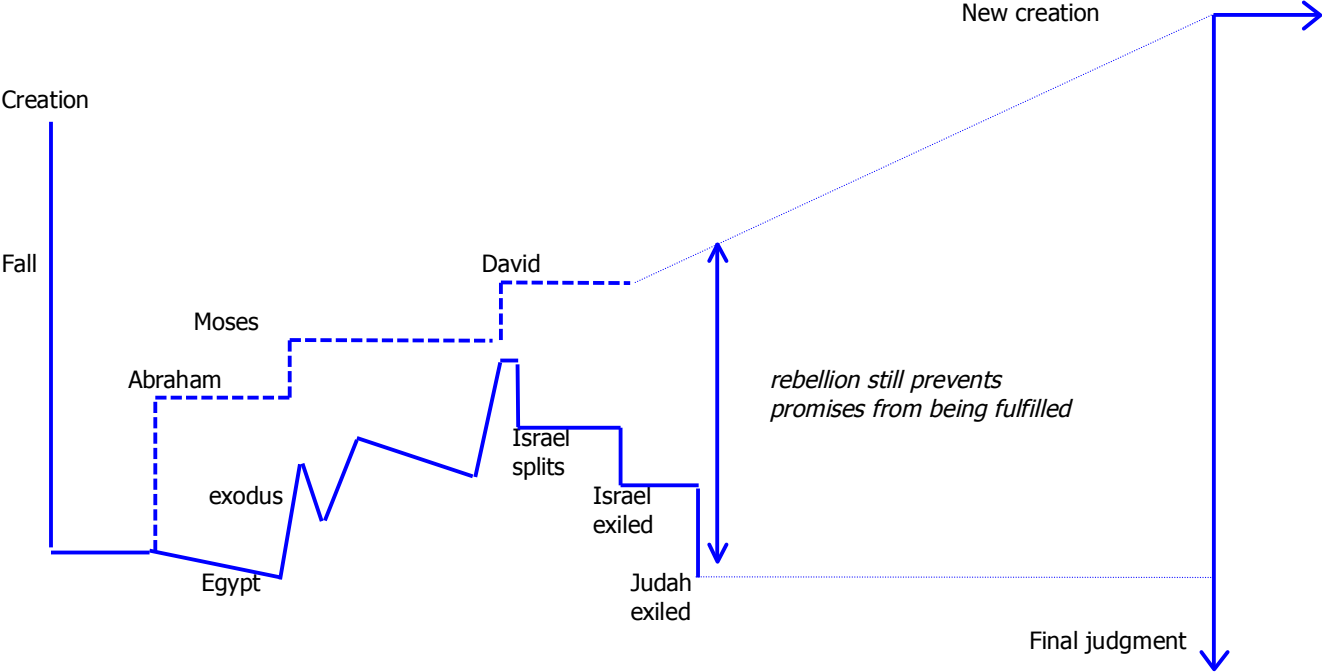 New creation
Creation
Fall
David
Moses
Abraham
rebellion still prevents
promises from being fulfilled
Israel
splits
exodus
Israel
exiled
Egypt
Judah
exiled
Final judgment